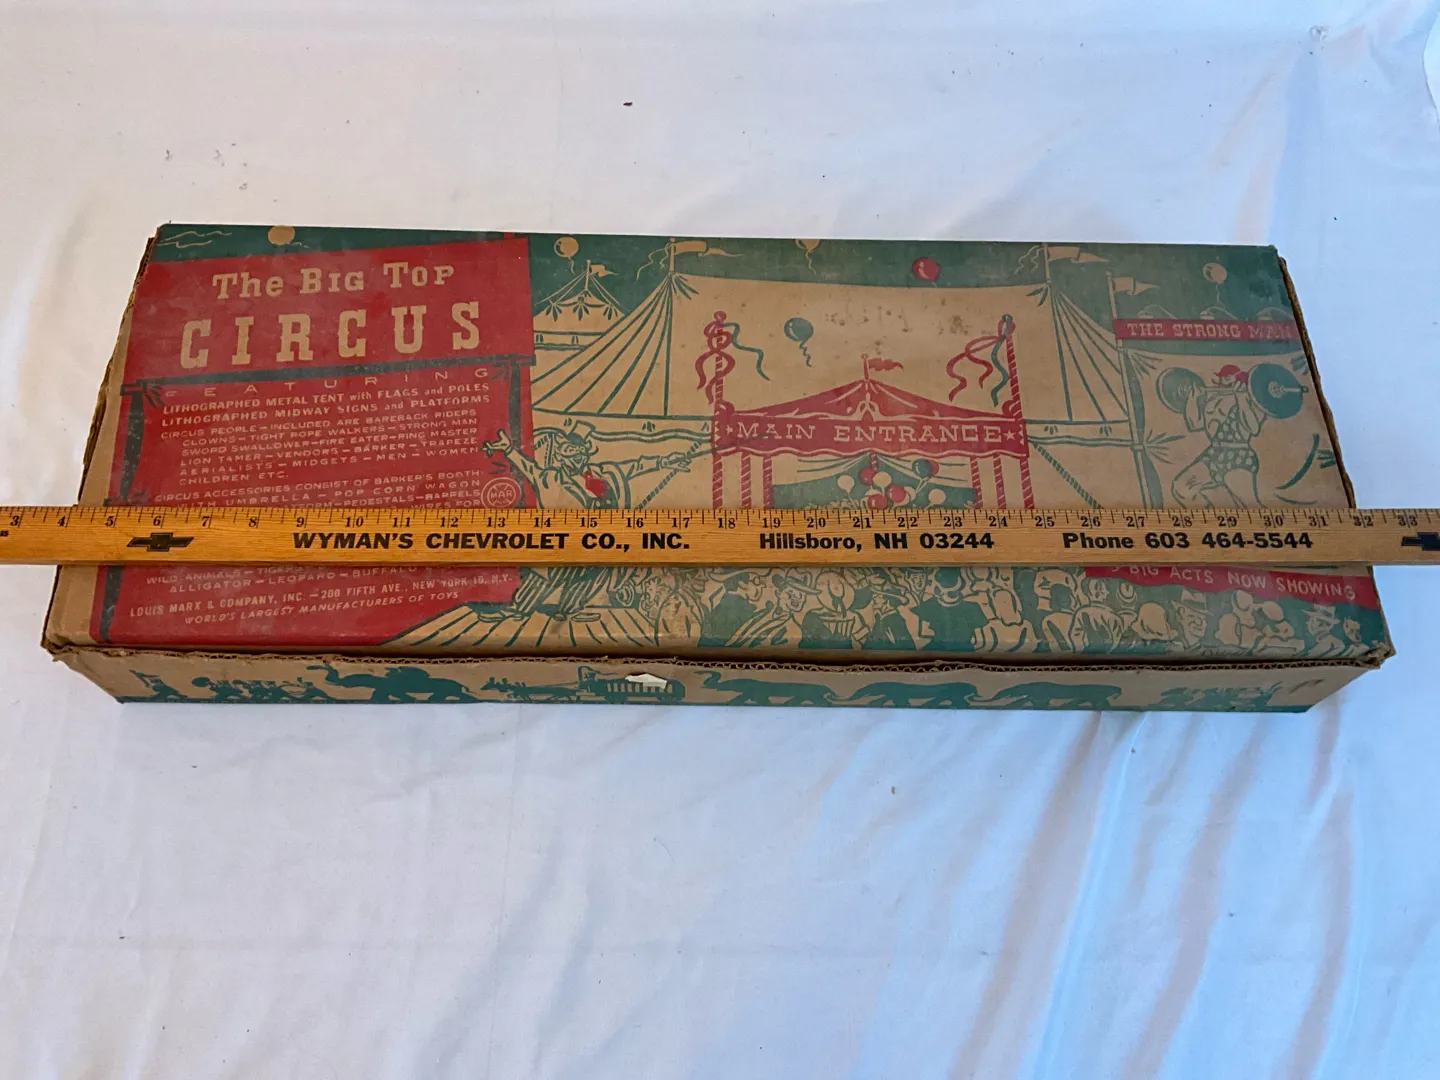 The BIG TOP
CIRCUS
FEATURING
LITHOGRAPHED METAL TENT with FLAGS and POLES
LITHOGRAPHED MIDWAY SIGNS and PLATFORMS
CIRCUS PEOPLE—INCLUDED ARE BAREBACK RIDERS
CLOWNS—TIGHT ROPE WALKERS—STRONG MAN
SWORD SWALLOWER—FIRE EATER—RING MASTER
LION TAMER—VENDORS—BARKER—TRAPEZE
AERIALISTS—MIDGETS—MEN—WOMEN
CHILDREN ETC.
CIRCUS ACCESSORIES CONSIST OF BARKER'S BOOTH-
WITH UMBRELLA—POP CORN WAGON
PEDESTALS—BARRELS
WIRES FOR
MAR
MAIN ENTRANCE
THE STRONG MAN
3 4 5 6 7 8 9 10 11 12 13 14 15 16 17 18 19 20 21 22 23 24 25 26 27 28 29 30 31 32 33
WYMAN'S CHEVROLET CO., INC. Hillsboro, NH 03244 Phone 603 464-5544
WILD ANIMALS—TIGERS
ALLIGATOR—LEOPARD—BUFFALO
LOUIS MARX & COMPANY, INC.—200 FIFTH AVE., NEW YORK 10, N.Y.
WORLD'S LARGEST MANUFACTURERS OF TOYS
BIG ACTS NOW SHOWING